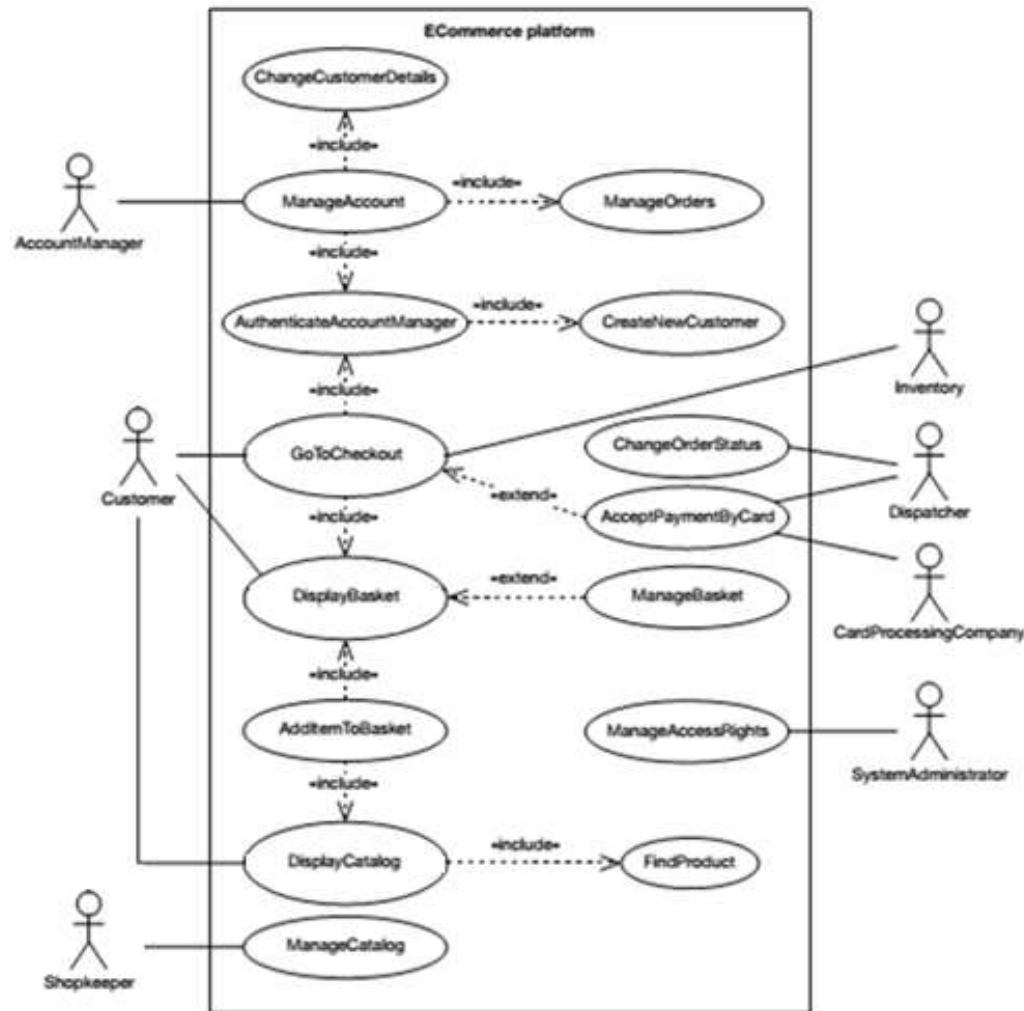 ECommerce platform
ChangeCustomerDetails
«include»
ManageAccount
«include»
ManageOrders
AccountManager
«include»
AuthenticateAccountManager
«include»
CreateNewCustomer
«include»
Inventory
GoToCheckout
ChangeOrderStatus
Customer
«extend»
AcceptPaymentByCard
Dispatcher
«include»
DisplayBasket
«extend»
ManageBasket
CardProcessingCompany
«include»
AddItemToBasket
ManageAccessRights
SystemAdministrator
«include»
DisplayCatalog
«include»
FindProduct
ManageCatalog
Shopkeeper